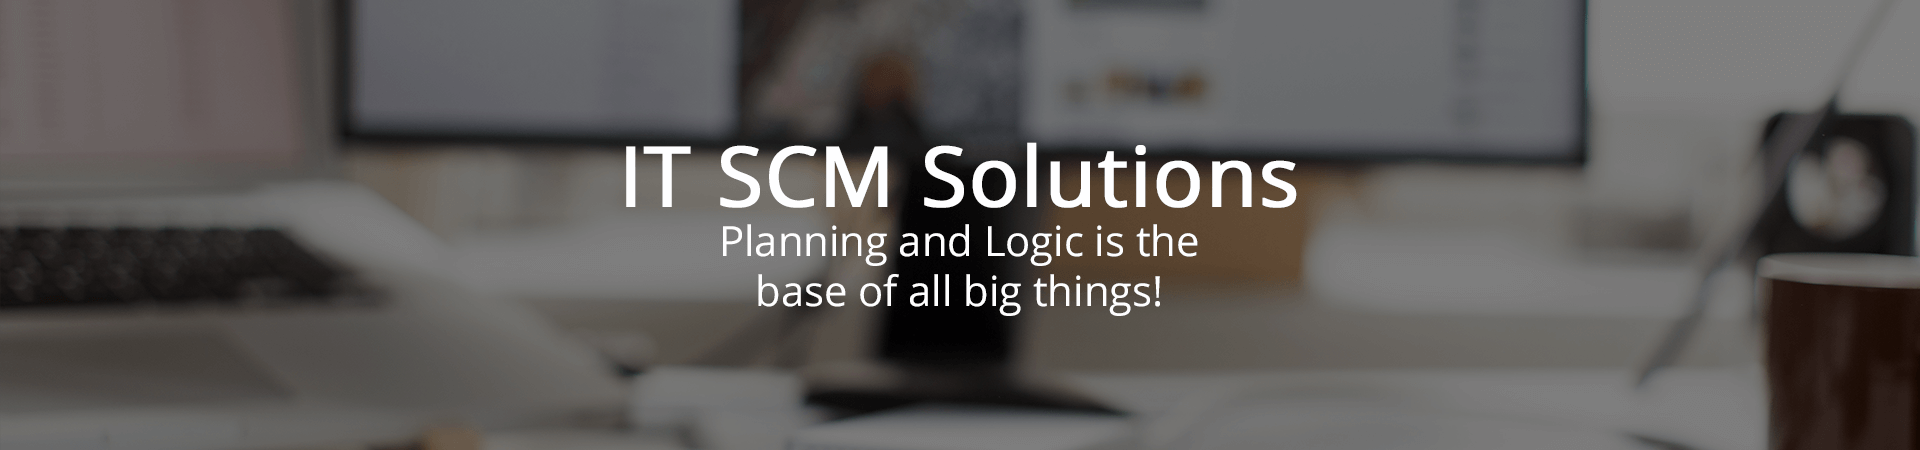 IT SCM Solutions
Planning and Logic is the
base of all big things!